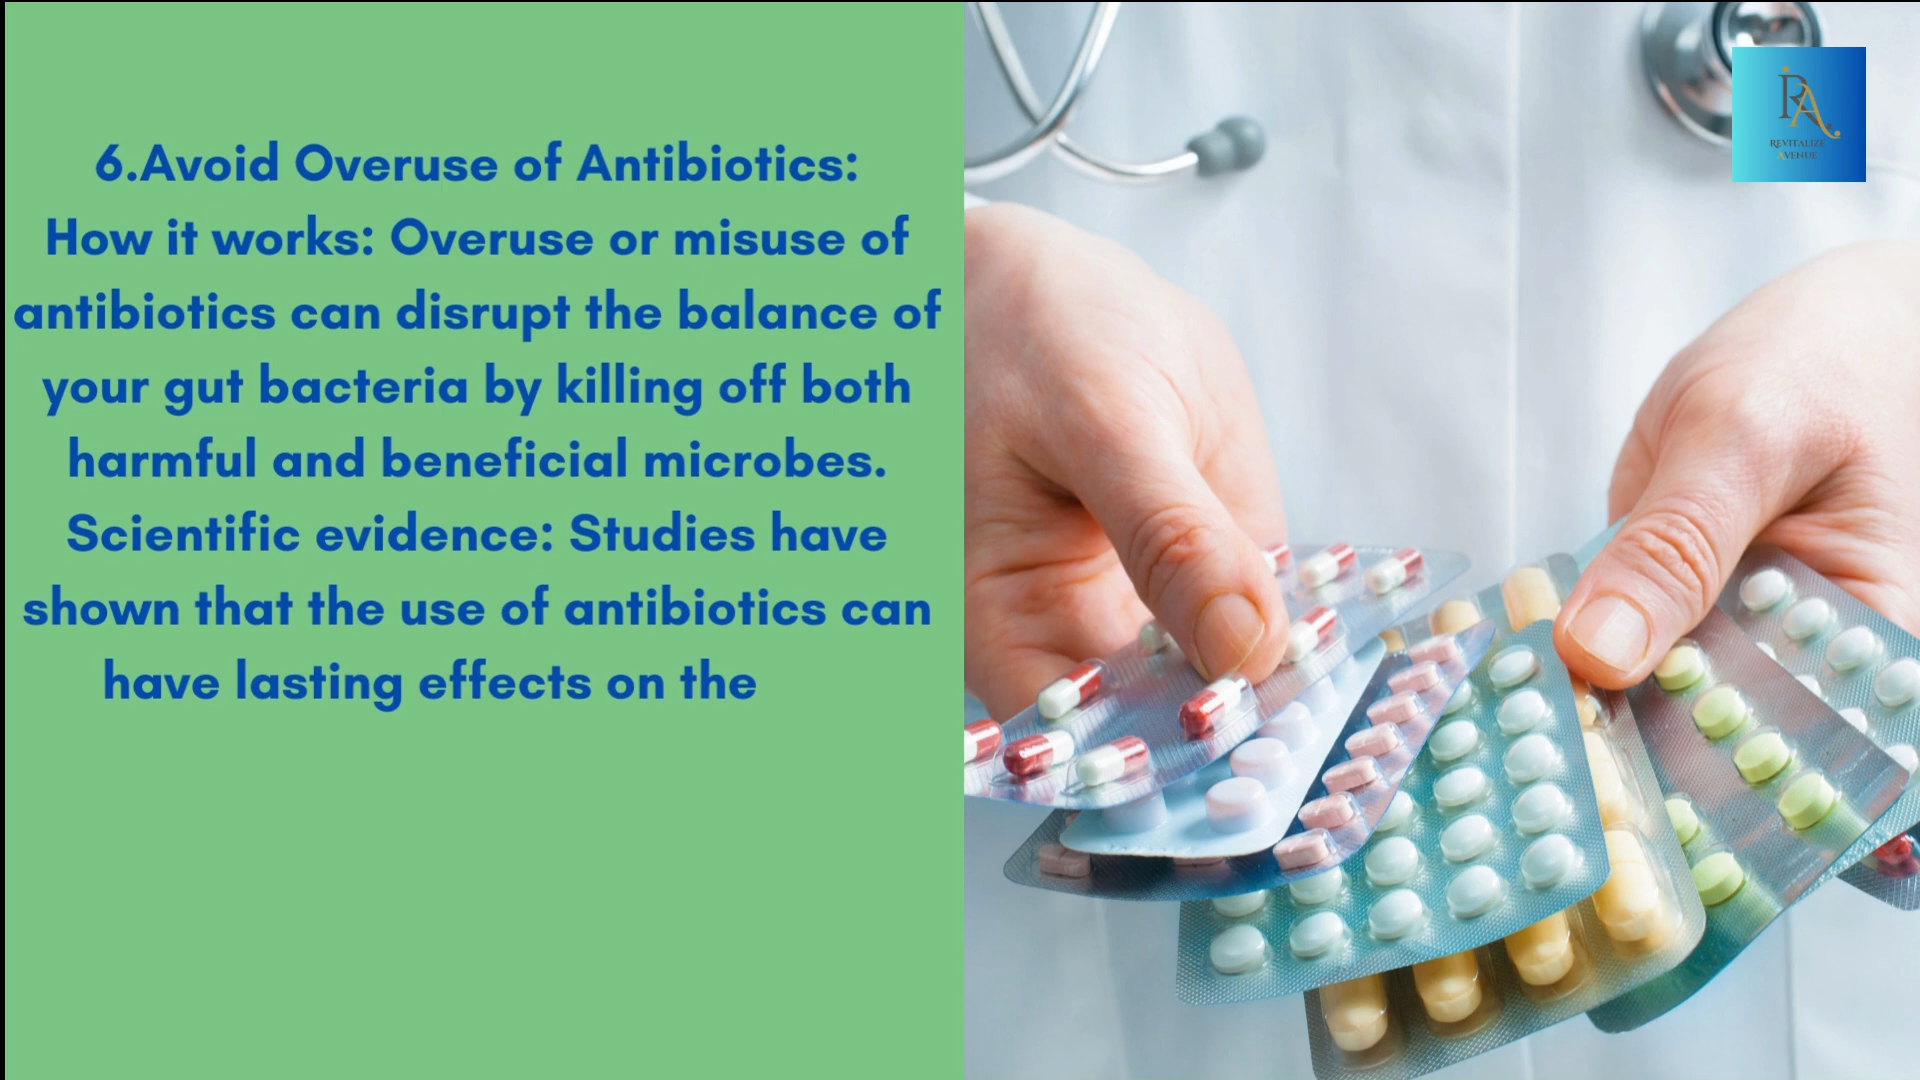 6.Avoid Overuse of Antibiotics:
How it works: Overuse or misuse of
antibiotics can disrupt the balance of
your gut bacteria by killing off both
harmful and beneficial microbes.
Scientific evidence: Studies have
shown that the use of antibiotics can
have lasting effects on the
RA
REVITALIZE
AVENUE